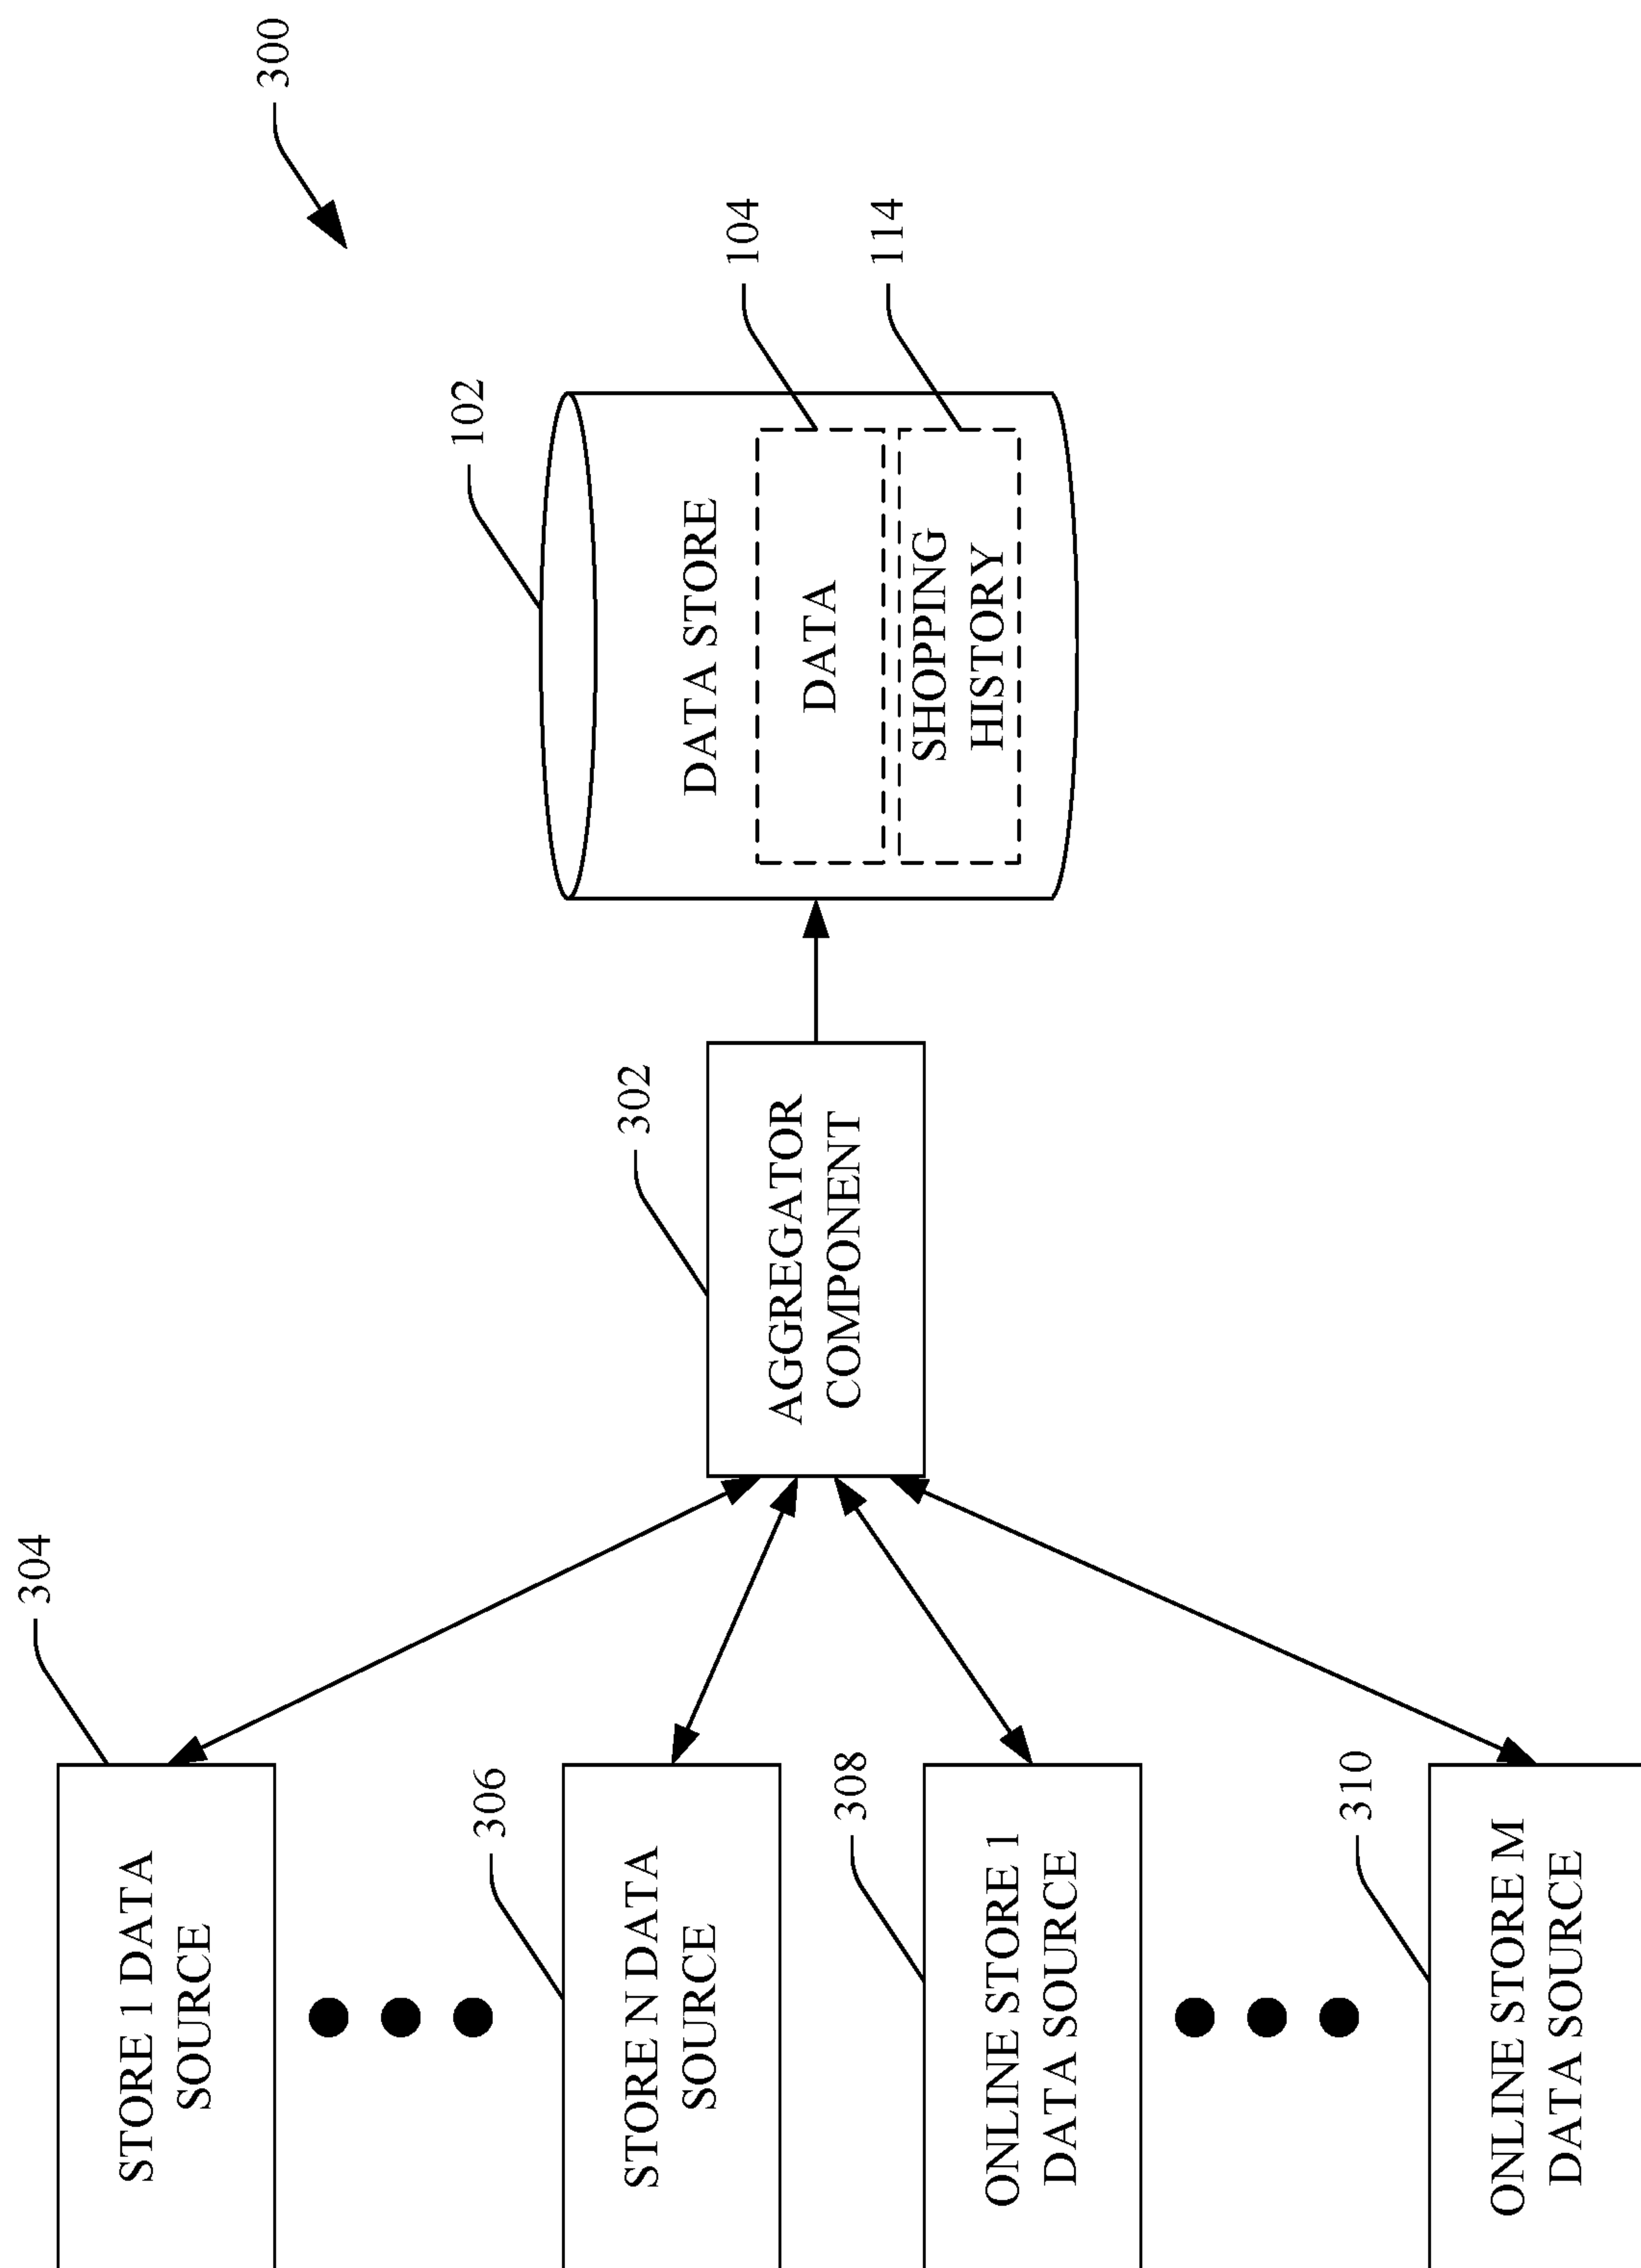 300
304
STORE 1 DATA
SOURCE
306
STORE N DATA
SOURCE
308
ONLINE STORE 1
DATA SOURCE
310
ONLINE STORE M
DATA SOURCE
302
AGGREGATOR
COMPONENT
102
DATA STORE
104
DATA
114
SHOPPING
HISTORY